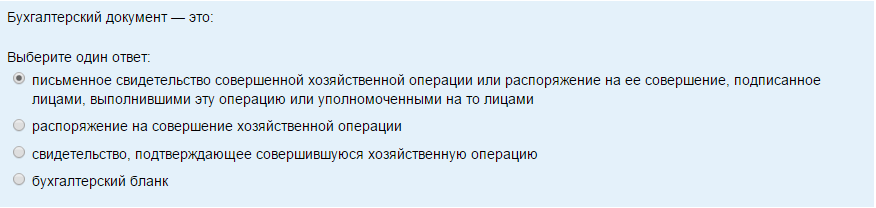 Бухгалтерский документ — это:
Выберите один ответ:
письменное свидетельство совершенной хозяйственной операции или распоряжение на ее совершение, подписанное
лицами, выполнившими эту операцию или уполномоченными на то лицами
распоряжение на совершение хозяйственной операции
свидетельство, подтверждающее совершившуюся хозяйственную операцию
бухгалтерский бланк